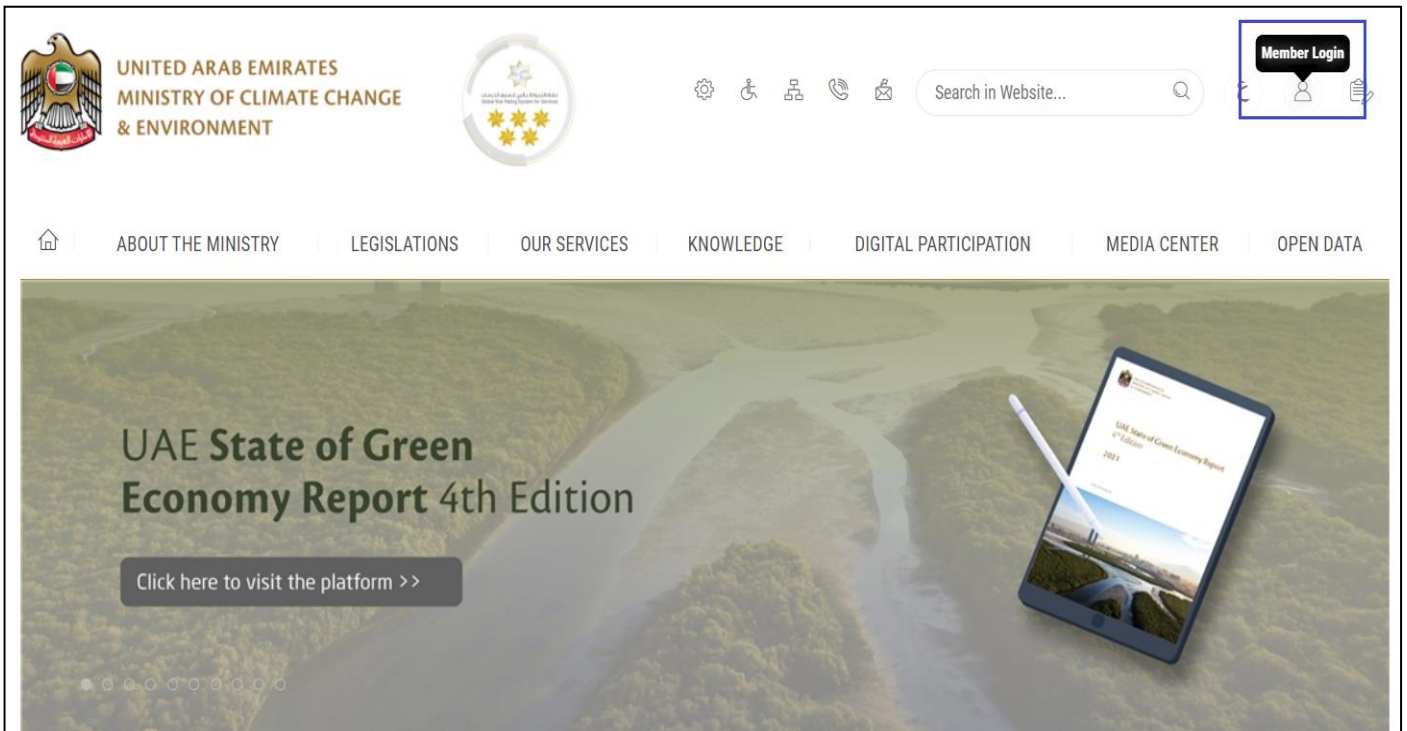 UNITED ARAB EMIRATES
MINISTRY OF CLIMATE CHANGE
& ENVIRONMENT
Search in Website...
Member Login
ABOUT THE MINISTRY
LEGISLATIONS
OUR SERVICES
KNOWLEDGE
DIGITAL PARTICIPATION
MEDIA CENTER
OPEN DATA
UAE State of Green
Economy Report 4th Edition
Click here to visit the platform >>
UAE State of Green Economy Report
4th Edition
2021